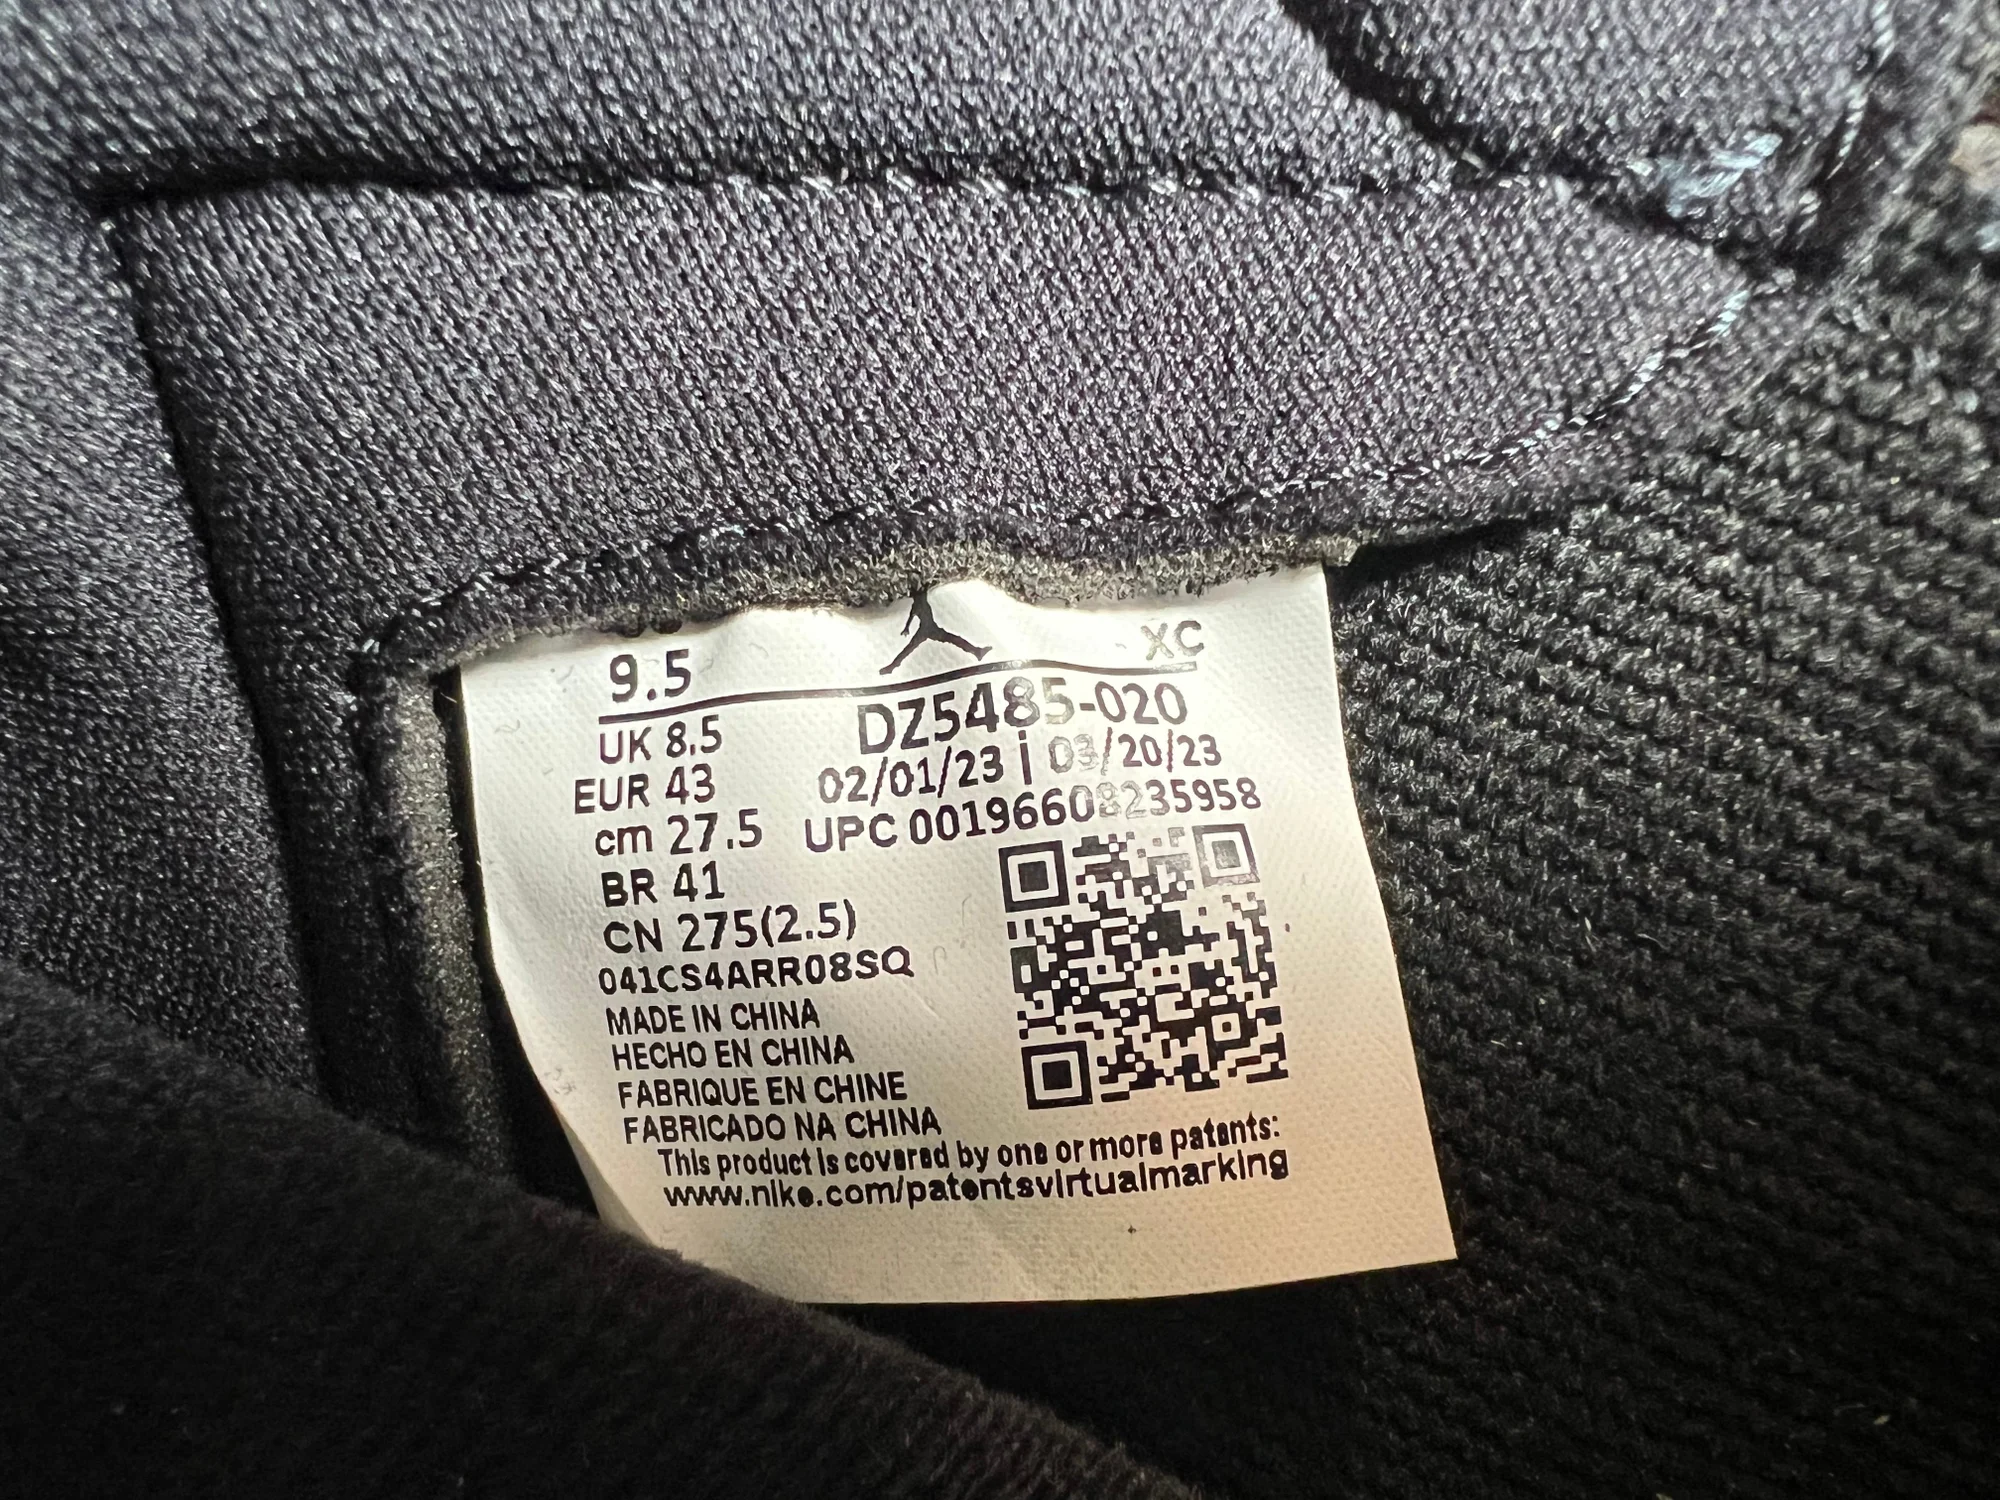 9.5 XC
UK 8.5 DZ5485-020
EUR 43 02/01/23 | 03/20/23
cm 27.5 UPC 00196608235958
BR 41
CN 275(2.5)
041CS4ARR08SQ
MADE IN CHINA
HECHO EN CHINA
FABRIQUE EN CHINE
FABRICADO NA CHINA
This product is covered by one or more patents:
www.nike.com/patentsvirtualmarking